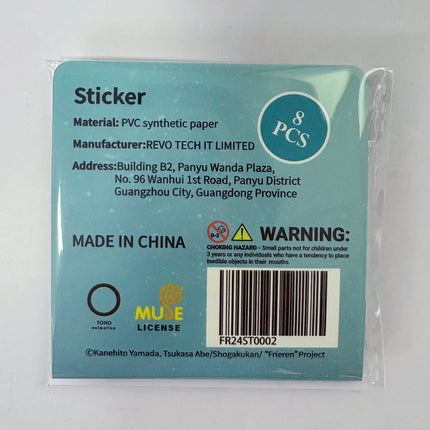 Sticker
8
PCS
Material: PVC synthetic paper
Manufacturer:REVO TECH IT LIMITED
Address:Building B2, Panyu Wanda Plaza,
No. 96 Wanhui 1st Road, Panyu District
Guangzhou City, Guangdong Province
MADE IN CHINA
0-3
WARNING:
CHOKING HAZARD - Small parts not for children under
3 years or any individuals who have a tendency to place
inedible objects in their mouths.
TOHO
animation
MUSE
LICENSE
FR24ST0002
©Kanehito Yamada, Tsukasa Abe/Shogakukan/ "Frieren"Project